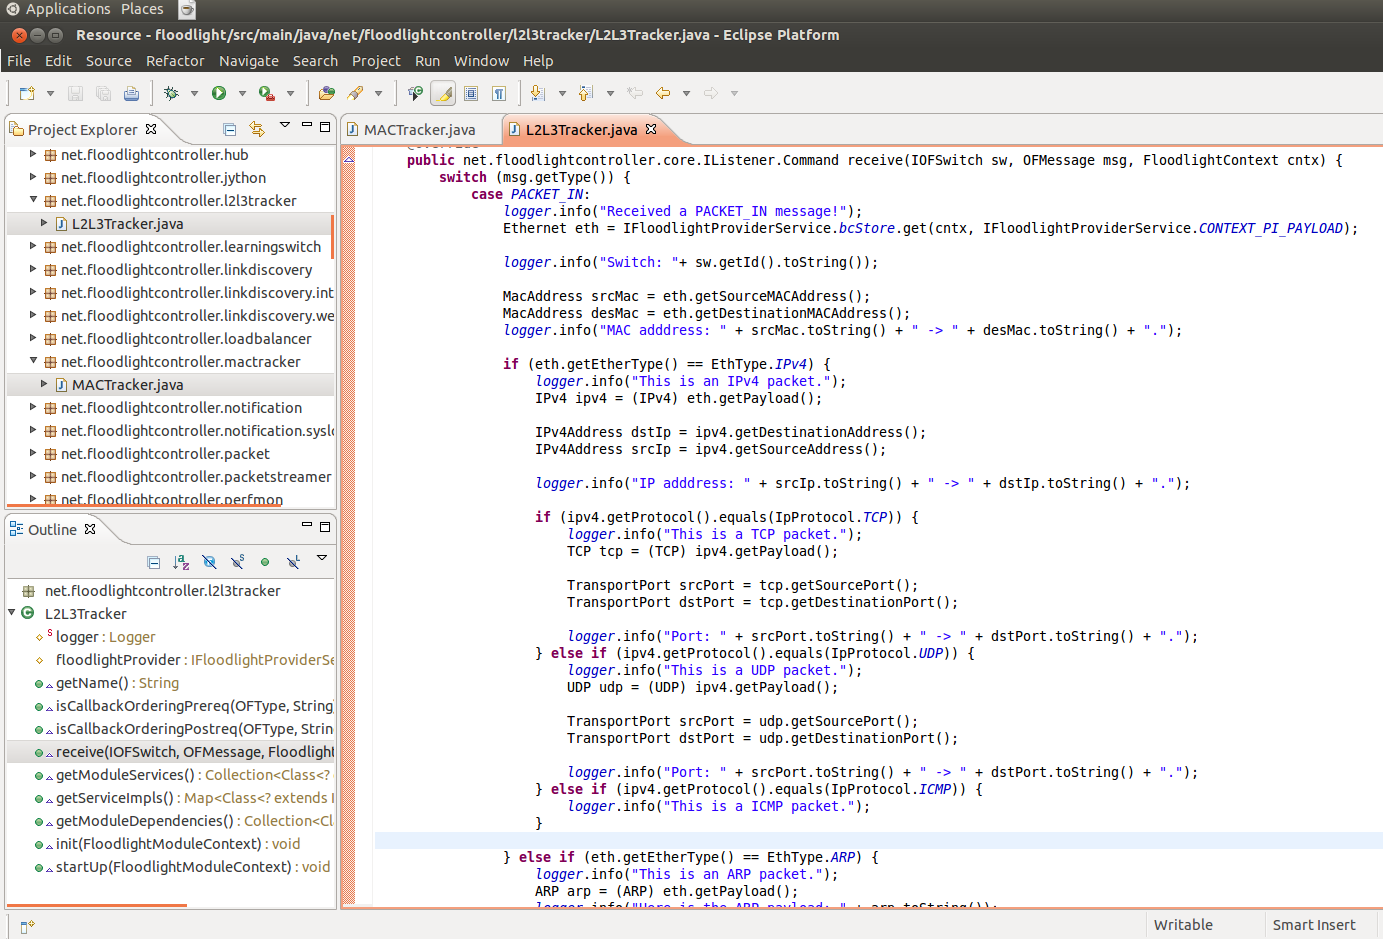 Applications Places
Resource - floodlight/src/main/java/net/floodlightcontroller/l2l3tracker/L2L3Tracker.java - Eclipse Platform
File Edit Source Refactor Navigate Search Project Run Window Help
Project Explorer
net.floodlightcontroller.hub
net.floodlightcontroller.jython
net.floodlightcontroller.l2l3tracker
L2L3Tracker.java
net.floodlightcontroller.learningswitch
net.floodlightcontroller.linkdiscovery
net.floodlightcontroller.linkdiscovery.int
net.floodlightcontroller.linkdiscovery.we
net.floodlightcontroller.loadbalancer
net.floodlightcontroller.mactracker
MACTracker.java
net.floodlightcontroller.notification
net.floodlightcontroller.notification.syslo
net.floodlightcontroller.packet
net.floodlightcontroller.packetstreamer
net.floodlightcontroller.perfmon
Outline
net.floodlightcontroller.l2l3tracker
L2L3Tracker
logger : Logger
floodlightProvider : IFloodlightProviderSe
getName() : String
isCallbackOrderingPrereq(OFType, String)
isCallbackOrderingPostreq(OFType, Strin
receive(IOFSwitch, OFMessage, Floodlight
getModuleServices() : Collection<Class<?
getServiceImpls() : Map<Class<? extends I
getModuleDependencies() : Collection<Cl
init(FloodlightModuleContext) : void
startUp(FloodlightModuleContext) : void
MACTracker.java L2L3Tracker.java
public net.floodlightcontroller.core.IListener.Command receive(IOFSwitch sw, OFMessage msg, FloodlightContext cntx) {
switch (msg.getType()) {
case PACKET_IN:
logger.info("Received a PACKET_IN message!");
Ethernet eth = IFloodlightProviderService.bcStore.get(cntx, IFloodlightProviderService.CONTEXT_PI_PAYLOAD);
logger.info("Switch: "+ sw.getId().toString());
MacAddress srcMac = eth.getSourceMACAddress();
MacAddress desMac = eth.getDestinationMACAddress();
logger.info("MAC adddress: " + srcMac.toString() + " -> " + desMac.toString() + ".");
if (eth.getEtherType() == EthType.IPv4) {
logger.info("This is an IPv4 packet.");
IPv4 ipv4 = (IPv4) eth.getPayload();
IPv4Address dstIp = ipv4.getDestinationAddress();
IPv4Address srcIp = ipv4.getSourceAddress();
logger.info("IP adddress: " + srcIp.toString() + " -> " + dstIp.toString() + ".");
if (ipv4.getProtocol().equals(IpProtocol.TCP)) {
logger.info("This is a TCP packet.");
TCP tcp = (TCP) ipv4.getPayload();
TransportPort srcPort = tcp.getSourcePort();
TransportPort dstPort = tcp.getDestinationPort();
logger.info("Port: " + srcPort.toString() + " -> " + dstPort.toString() + ".");
} else if (ipv4.getProtocol().equals(IpProtocol.UDP)) {
logger.info("This is a UDP packet.");
UDP udp = (UDP) ipv4.getPayload();
TransportPort srcPort = udp.getSourcePort();
TransportPort dstPort = udp.getDestinationPort();
logger.info("Port: " + srcPort.toString() + " -> " + dstPort.toString() + ".");
} else if (ipv4.getProtocol().equals(IpProtocol.ICMP)) {
logger.info("This is a ICMP packet.");
}
} else if (eth.getEtherType() == EthType.ARP) {
logger.info("This is an ARP packet.");
ARP arp = (ARP) eth.getPayload();
logger.info("Here is the ARP payload: " + arp.toString());
Writable Smart Insert